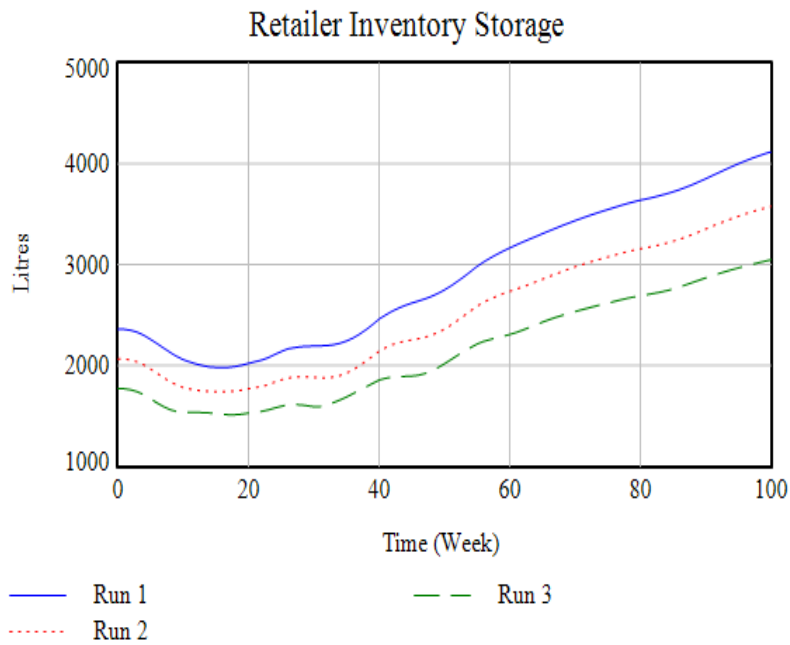 Retailer Inventory Storage
5000
4000
3000
2000
1000
Litres
0 20 40 60 80 100
Time (Week)
Run 1 Run 3
Run 2